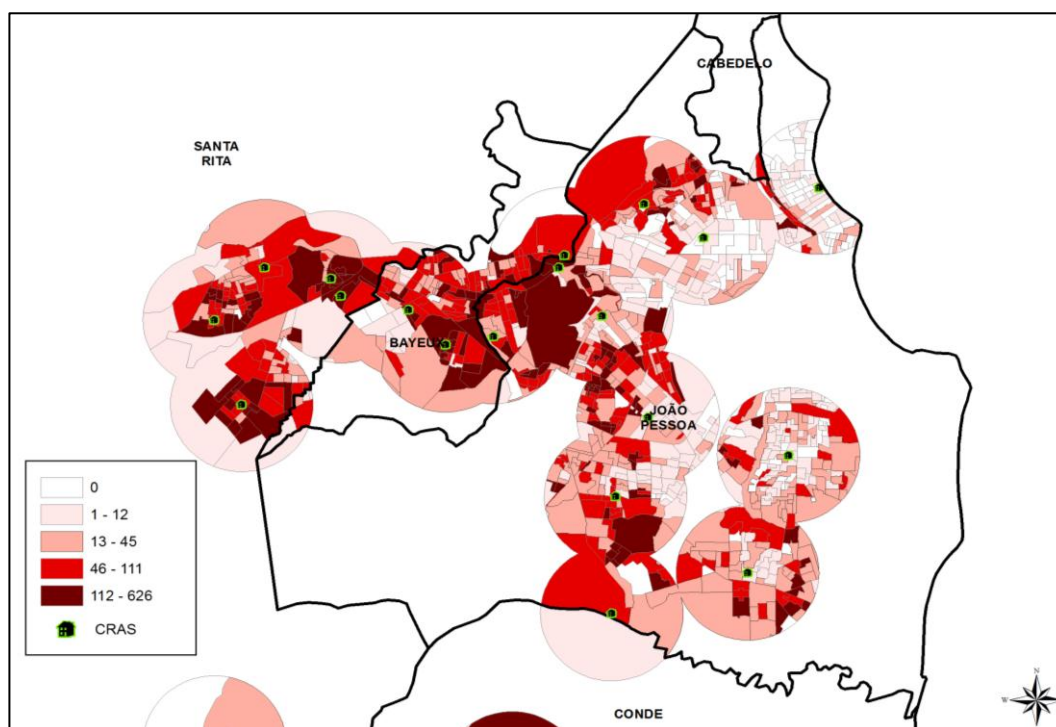 CABEDELO
SANTA
RITA
BAYEUX
JOÃO
PESSOA
0
1 - 12
13 - 45
46 - 111
112 - 626
CRAS
CONDE
N
W
E
S